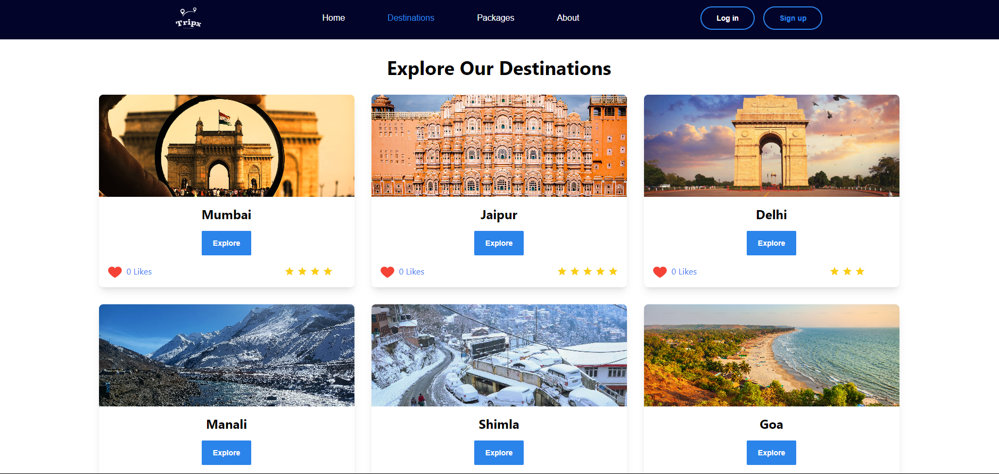 Tripx
Home
Destinations
Packages
About
Log in
Sign up
Explore Our Destinations
Mumbai
Explore
0 Likes
Jaipur
Explore
0 Likes
Delhi
Explore
0 Likes
Manali
Explore
Shimla
Explore
Goa
Explore